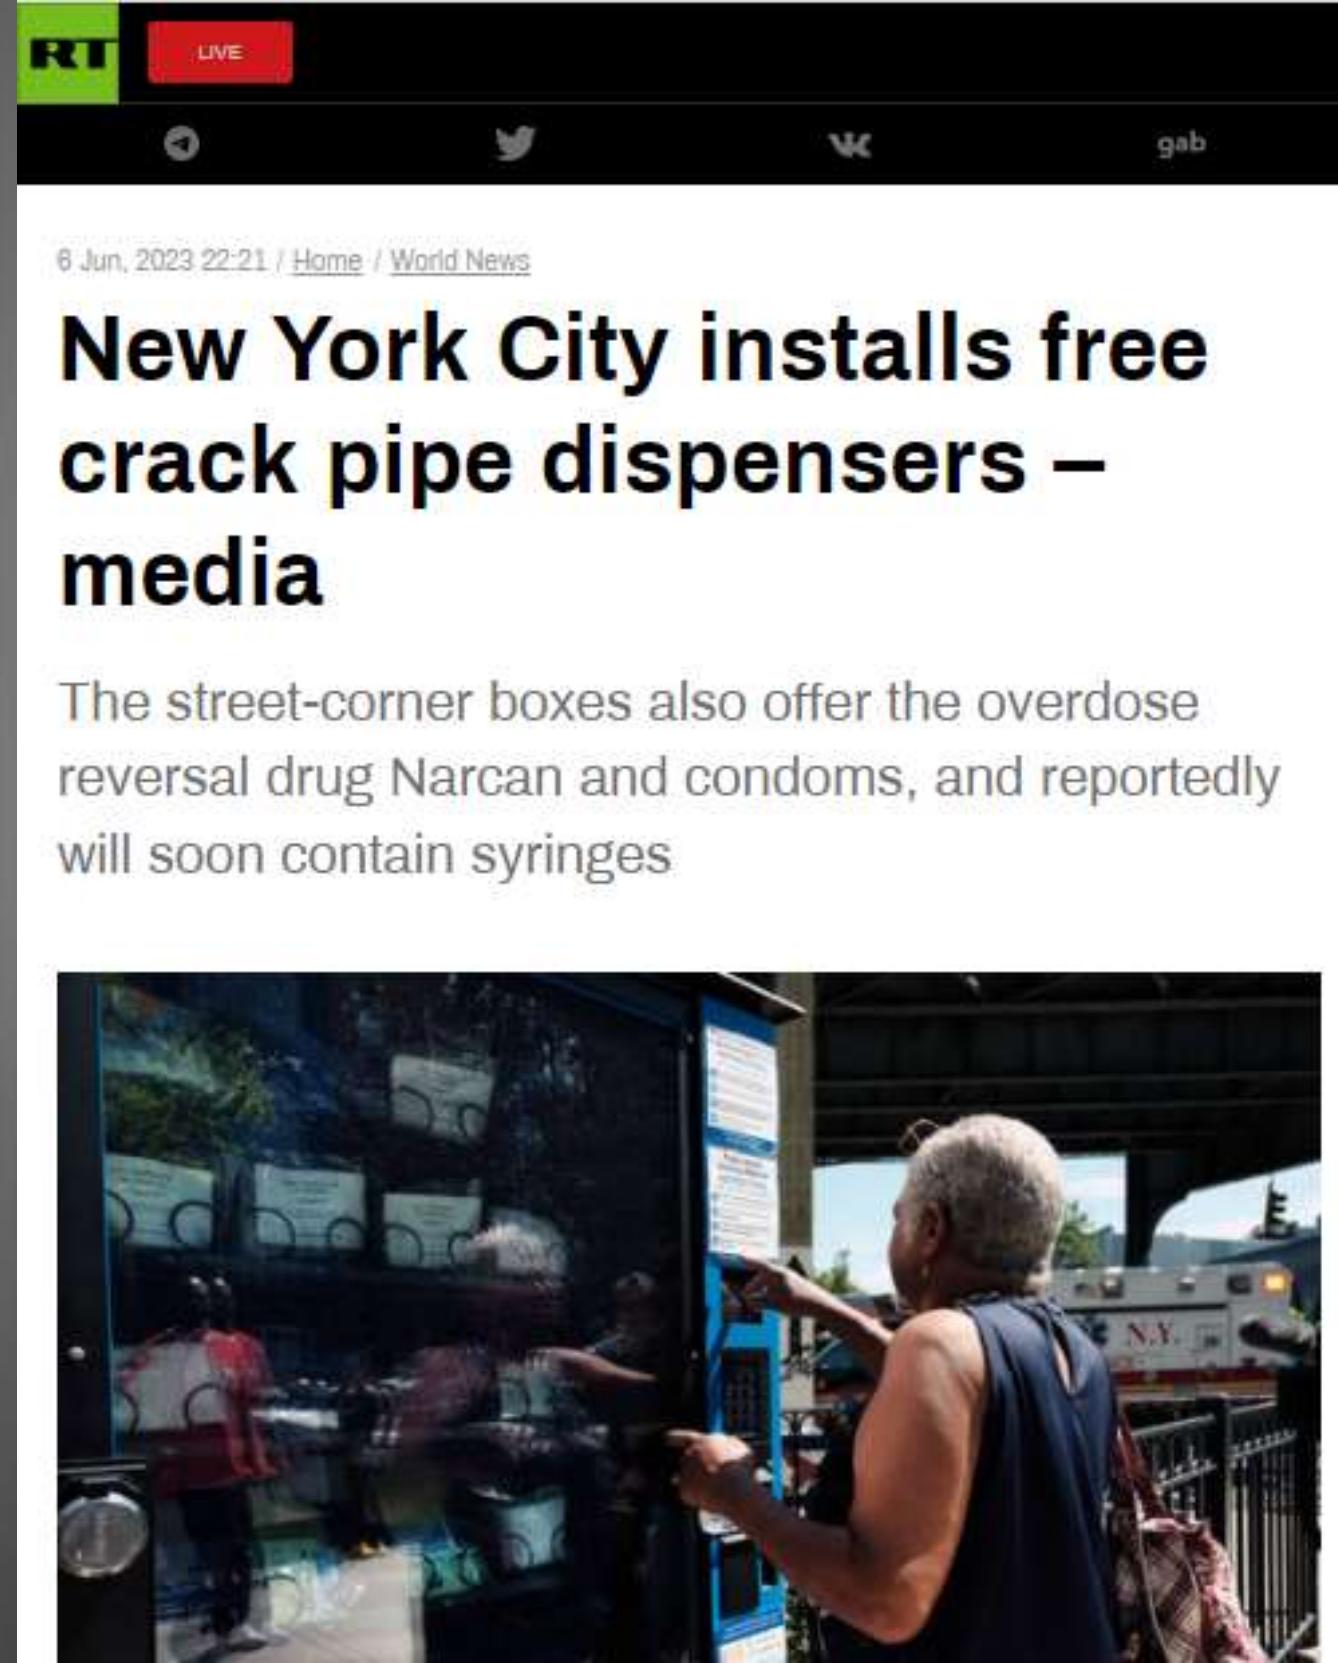 RT
LIVE
gab
6 Jun, 2023 22:21 / Home / World News
New York City installs free
crack pipe dispensers –
media
The street-corner boxes also offer the overdose
reversal drug Narcan and condoms, and reportedly
will soon contain syringes
N.Y.